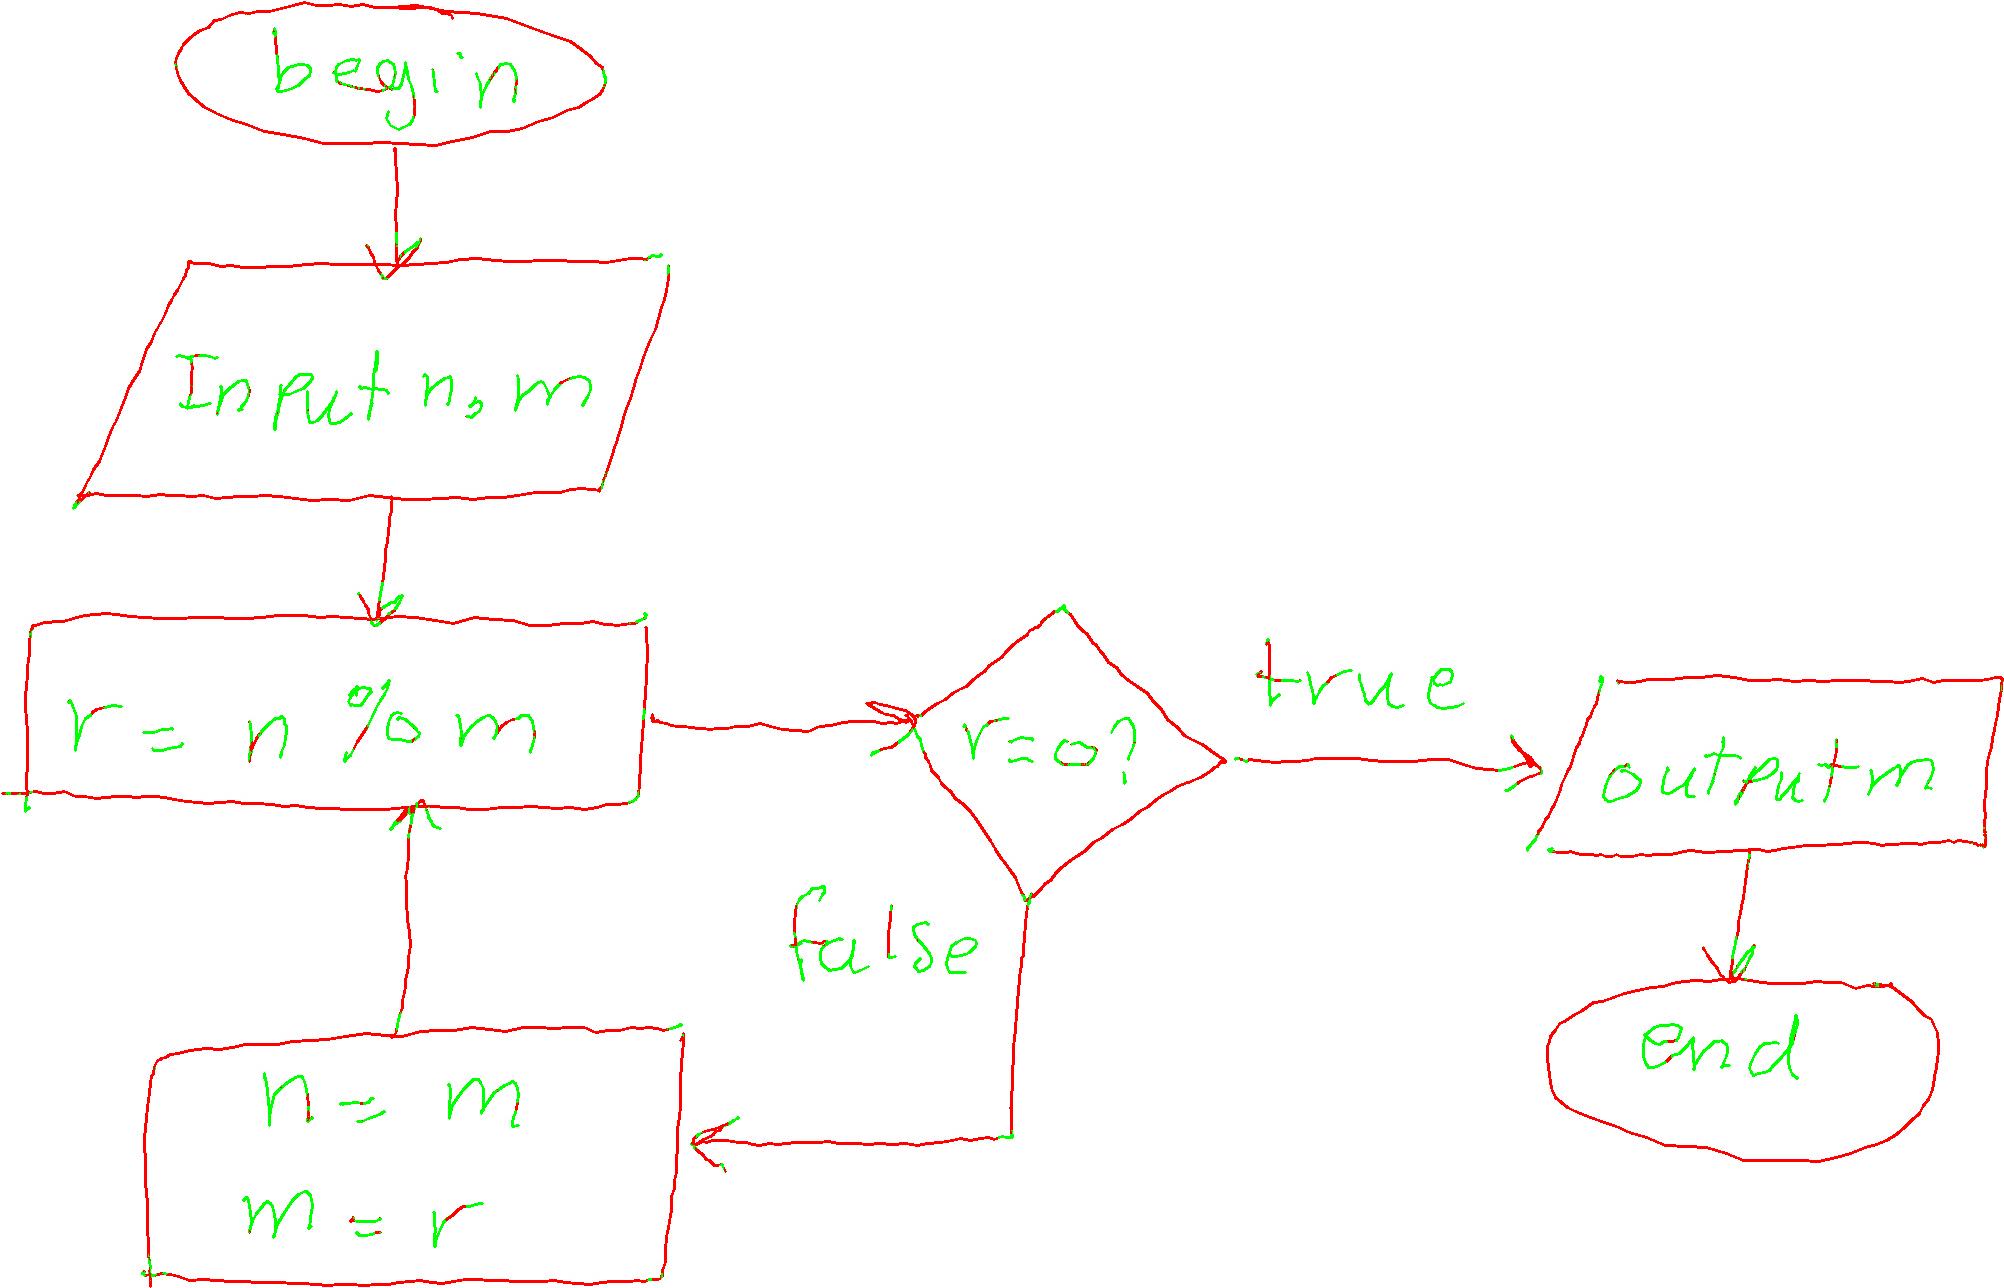 begin
Input n, m
r = n % m
r = 0?
true
output m
false
end
n = m
m = r